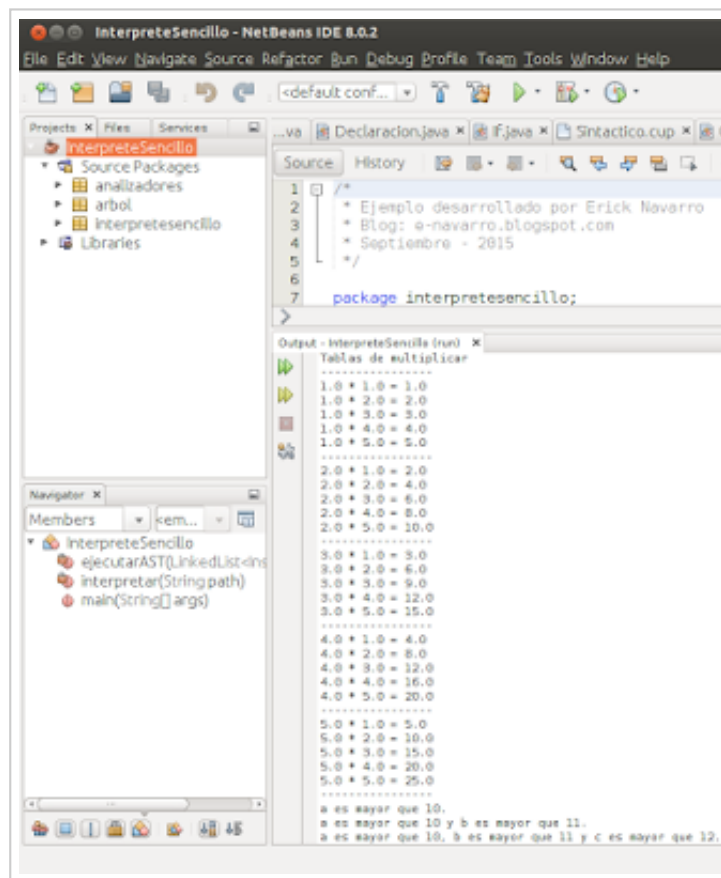 InterpreteSencillo - NetBeans IDE 8.0.2
File Edit View Navigate Source Refactor Run Debug Profile Team Tools Window Help
<default conf...
Projects Files Services
InterpreteSencillo
Source Packages
analizadores
arbol
interpretesencillo
Libraries
...va Declaracion.java If.java Sintactico.cup
Source History
1 /*
2 * Ejemplo desarrollado por Erick Navarro
3 * Blog: e-navarro.blogspot.com
4 * Septiembre - 2015
5 */
6
7 package interpretesencillo;
Output - InterpreteSencillo (run)
Tablas de multiplicar
----------------
1.0 * 1.0 = 1.0
1.0 * 2.0 = 2.0
1.0 * 3.0 = 3.0
1.0 * 4.0 = 4.0
1.0 * 5.0 = 5.0
----------------
2.0 * 1.0 = 2.0
2.0 * 2.0 = 4.0
2.0 * 3.0 = 6.0
2.0 * 4.0 = 8.0
2.0 * 5.0 = 10.0
----------------
3.0 * 1.0 = 3.0
3.0 * 2.0 = 6.0
3.0 * 3.0 = 9.0
3.0 * 4.0 = 12.0
3.0 * 5.0 = 15.0
----------------
4.0 * 1.0 = 4.0
4.0 * 2.0 = 8.0
4.0 * 3.0 = 12.0
4.0 * 4.0 = 16.0
4.0 * 5.0 = 20.0
----------------
5.0 * 1.0 = 5.0
5.0 * 2.0 = 10.0
5.0 * 3.0 = 15.0
5.0 * 4.0 = 20.0
5.0 * 5.0 = 25.0
----------------
a es mayor que 10.
a es mayor que 10 y b es mayor que 11.
a es mayor que 10, b es mayor que 11 y c es mayor que 12.
Navigator
Members <em...
InterpreteSencillo
ejecutarAST(LinkedList<Ins
interpretar(String path)
main(String[] args)